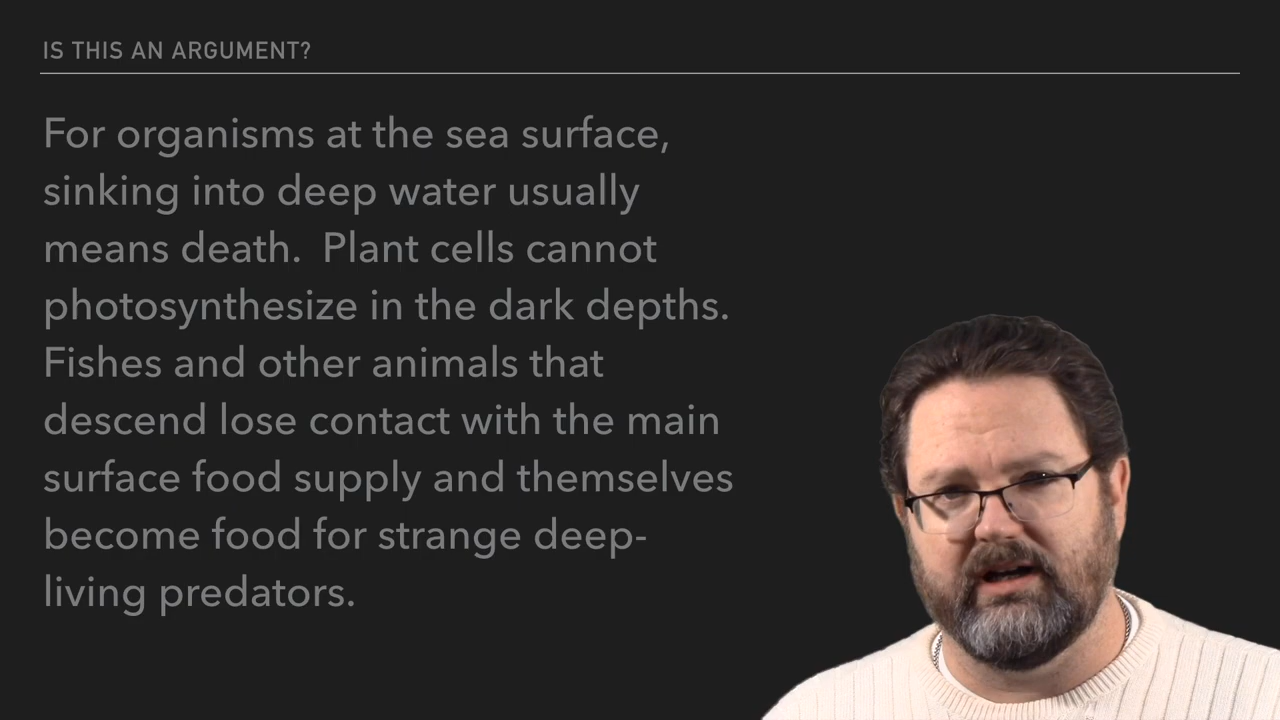 IS THIS AN ARGUMENT?
For organisms at the sea surface,
sinking into deep water usually
means death.  Plant cells cannot
photosynthesize in the dark depths.
Fishes and other animals that
descend lose contact with the main
surface food supply and themselves
become food for strange deep-
living predators.